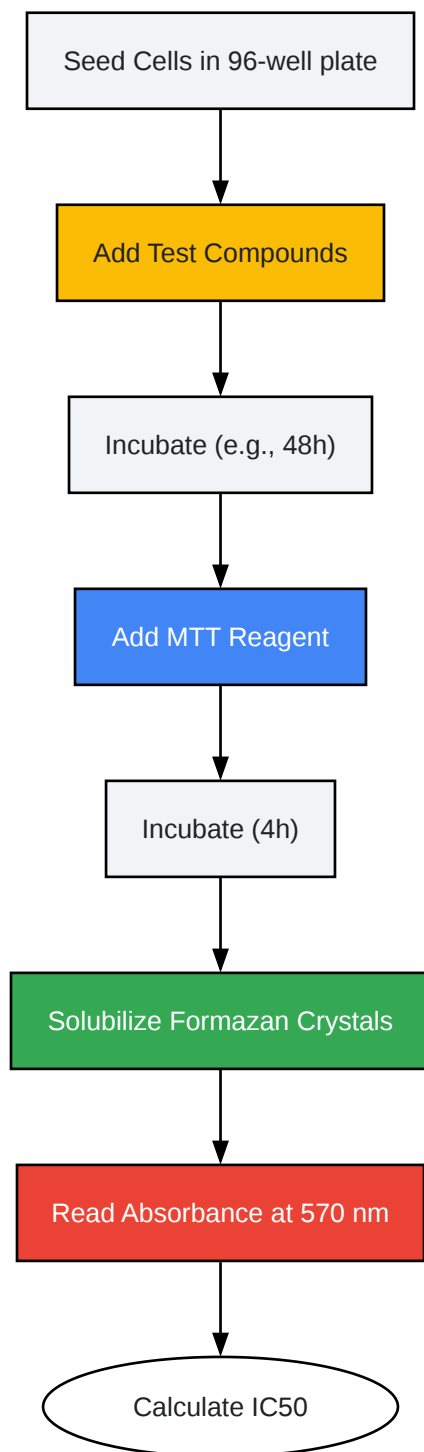 Seed Cells in 96-well plate
Add Test Compounds
Incubate (e.g., 48h)
Add MTT Reagent
Incubate (4h)
Solubilize Formazan Crystals
Read Absorbance at 570 nm
Calculate IC50